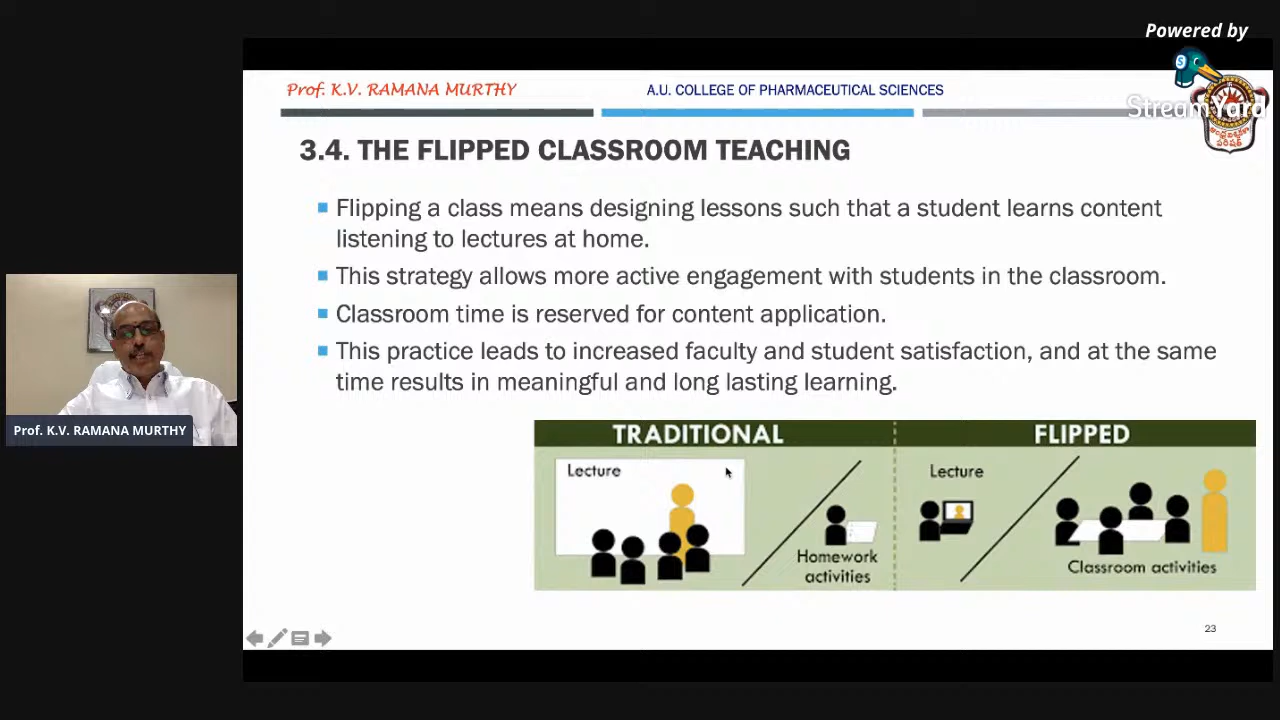 Powered by
StreamYard
Prof. K.V. RAMANA MURTHY
A.U. COLLEGE OF PHARMACEUTICAL SCIENCES
3.4. THE FLIPPED CLASSROOM TEACHING
Flipping a class means designing lessons such that a student learns content
listening to lectures at home.
This strategy allows more active engagement with students in the classroom.
Classroom time is reserved for content application.
This practice leads to increased faculty and student satisfaction, and at the same
time results in meaningful and long lasting learning.
Prof. K.V. RAMANA MURTHY
TRADITIONAL
FLIPPED
Lecture
Homework
activities
Lecture
Classroom activities
23